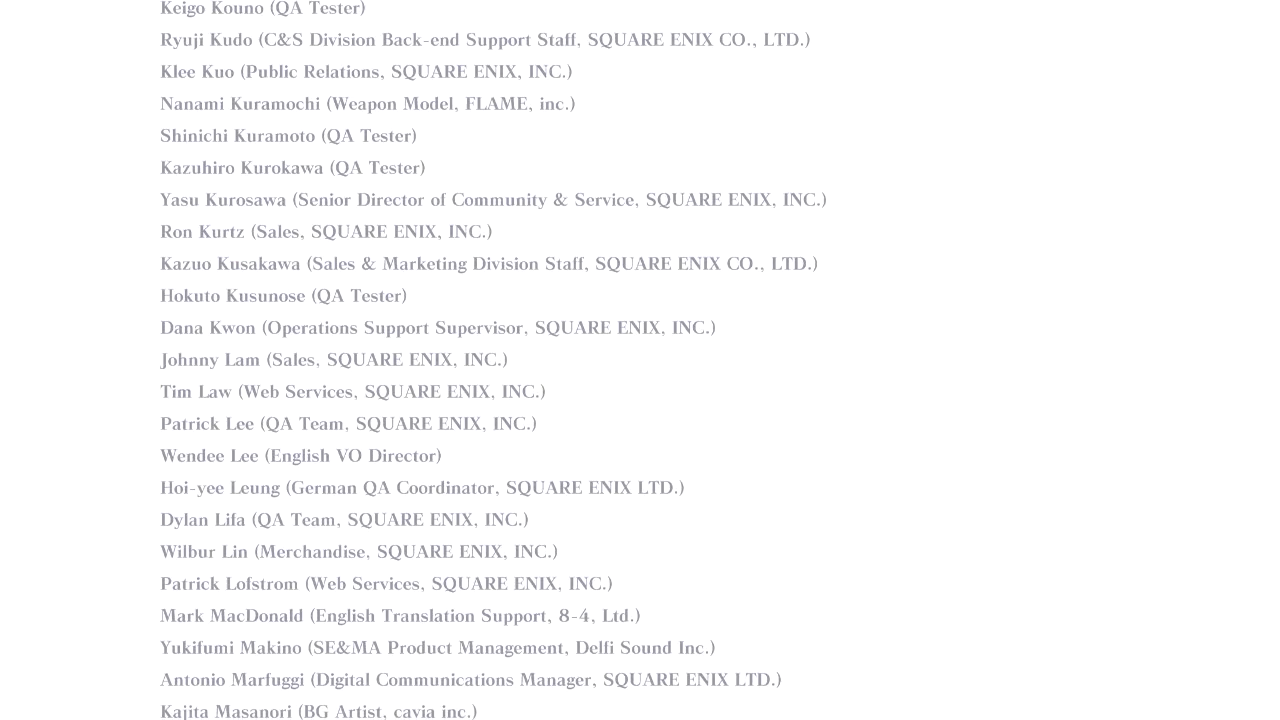 Keigo Kouno (QA Tester)
Ryuji Kudo (C&S Division Back-end Support Staff, SQUARE ENIX CO., LTD.)
Klee Kuo (Public Relations, SQUARE ENIX, INC.)
Nanami Kuramochi (Weapon Model, FLAME, inc.)
Shinichi Kuramoto (QA Tester)
Kazuhiro Kurokawa (QA Tester)
Yasu Kurosawa (Senior Director of Community & Service, SQUARE ENIX, INC.)
Ron Kurtz (Sales, SQUARE ENIX, INC.)
Kazuo Kusakawa (Sales & Marketing Division Staff, SQUARE ENIX CO., LTD.)
Hokuto Kusunose (QA Tester)
Dana Kwon (Operations Support Supervisor, SQUARE ENIX, INC.)
Johnny Lam (Sales, SQUARE ENIX, INC.)
Tim Law (Web Services, SQUARE ENIX, INC.)
Patrick Lee (QA Team, SQUARE ENIX, INC.)
Wendee Lee (English VO Director)
Hoi-yee Leung (German QA Coordinator, SQUARE ENIX LTD.)
Dylan Lifa (QA Team, SQUARE ENIX, INC.)
Wilbur Lin (Merchandise, SQUARE ENIX, INC.)
Patrick Lofstrom (Web Services, SQUARE ENIX, INC.)
Mark MacDonald (English Translation Support, 8-4, Ltd.)
Yukifumi Makino (SE&MA Product Management, Delfi Sound Inc.)
Antonio Marfuggi (Digital Communications Manager, SQUARE ENIX LTD.)
Kajita Masanori (BG Artist, cavia inc.)